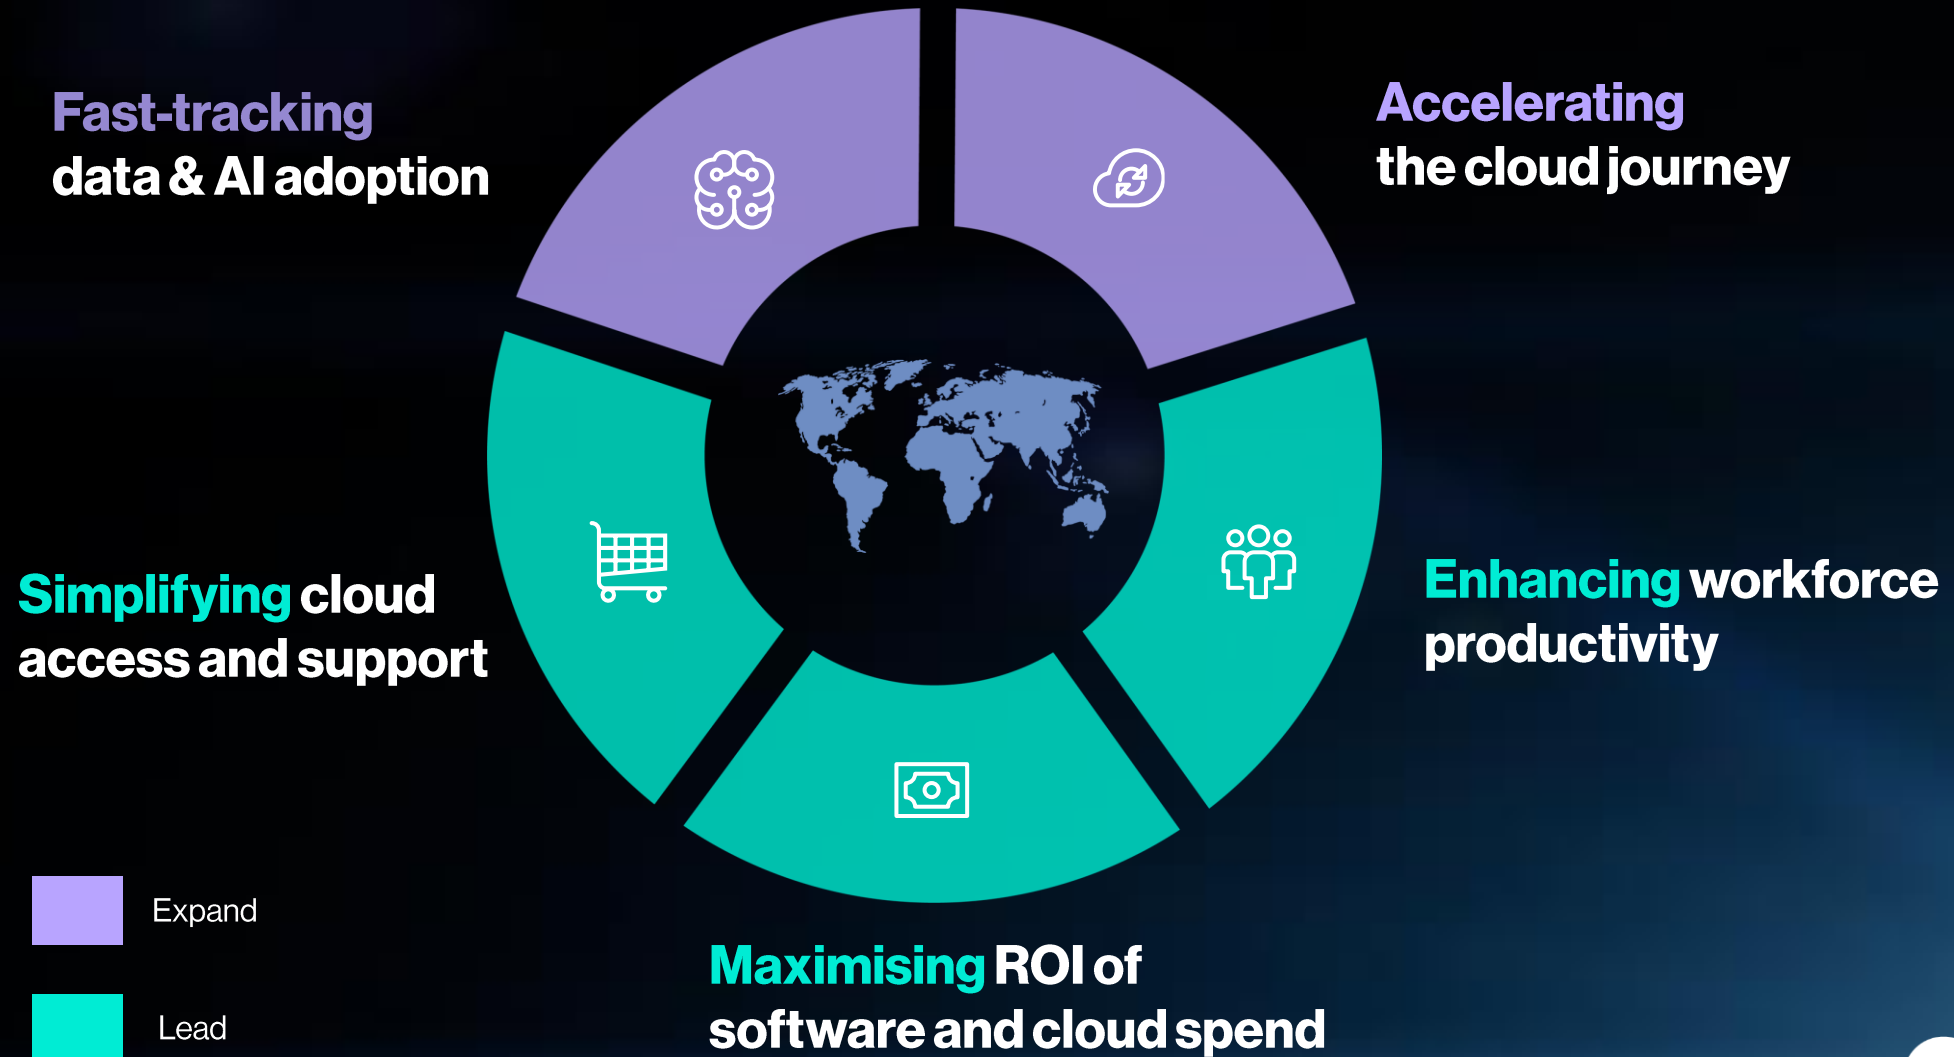 Fast-tracking
data & AI adoption
Accelerating
the cloud journey
Simplifying cloud
access and support
Enhancing workforce
productivity
Maximising ROI of
software and cloud spend
Expand
Lead